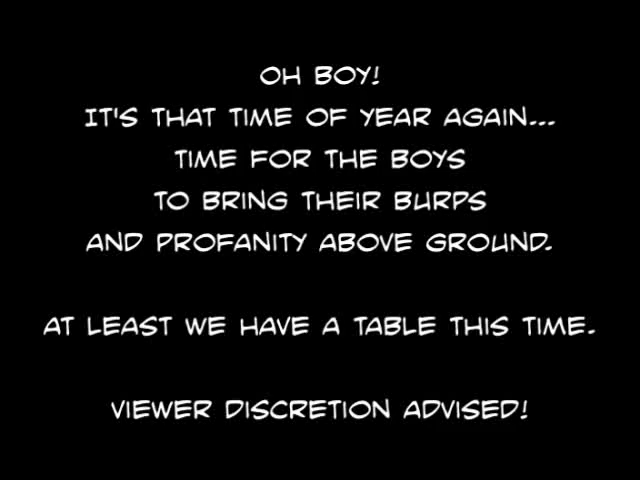 OH BOY!
IT'S THAT TIME OF YEAR AGAIN...
TIME FOR THE BOYS
TO BRING THEIR BURPS
AND PROFANITY ABOVE GROUND.
AT LEAST WE HAVE A TABLE THIS TIME.
VIEWER DISCRETION ADVISED!